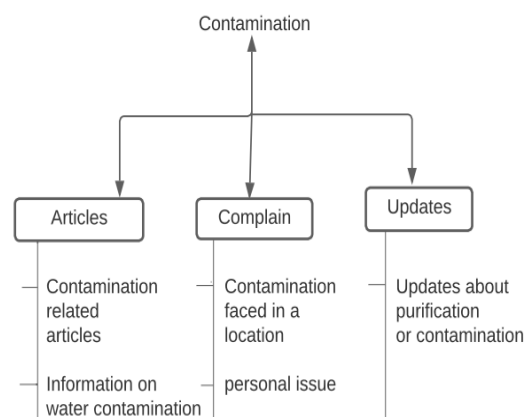 Contamination
Articles
Complain
Updates
Contamination
related
articles
Information on
water contamination
Contamination
faced in a
location
personal issue
Updates about
purification
or contamination